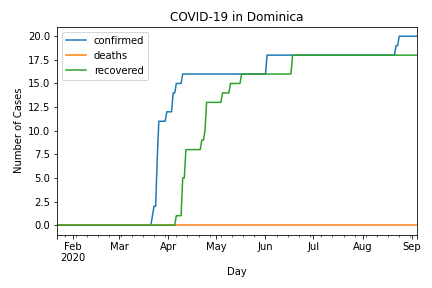 COVID-19 in Dominica
confirmed
deaths
recovered
20.0
17.5
15.0
12.5
10.0
7.5
5.0
2.5
0.0
Number of Cases
Feb Mar Apr May Jun Jul Aug Sep
2020
Day